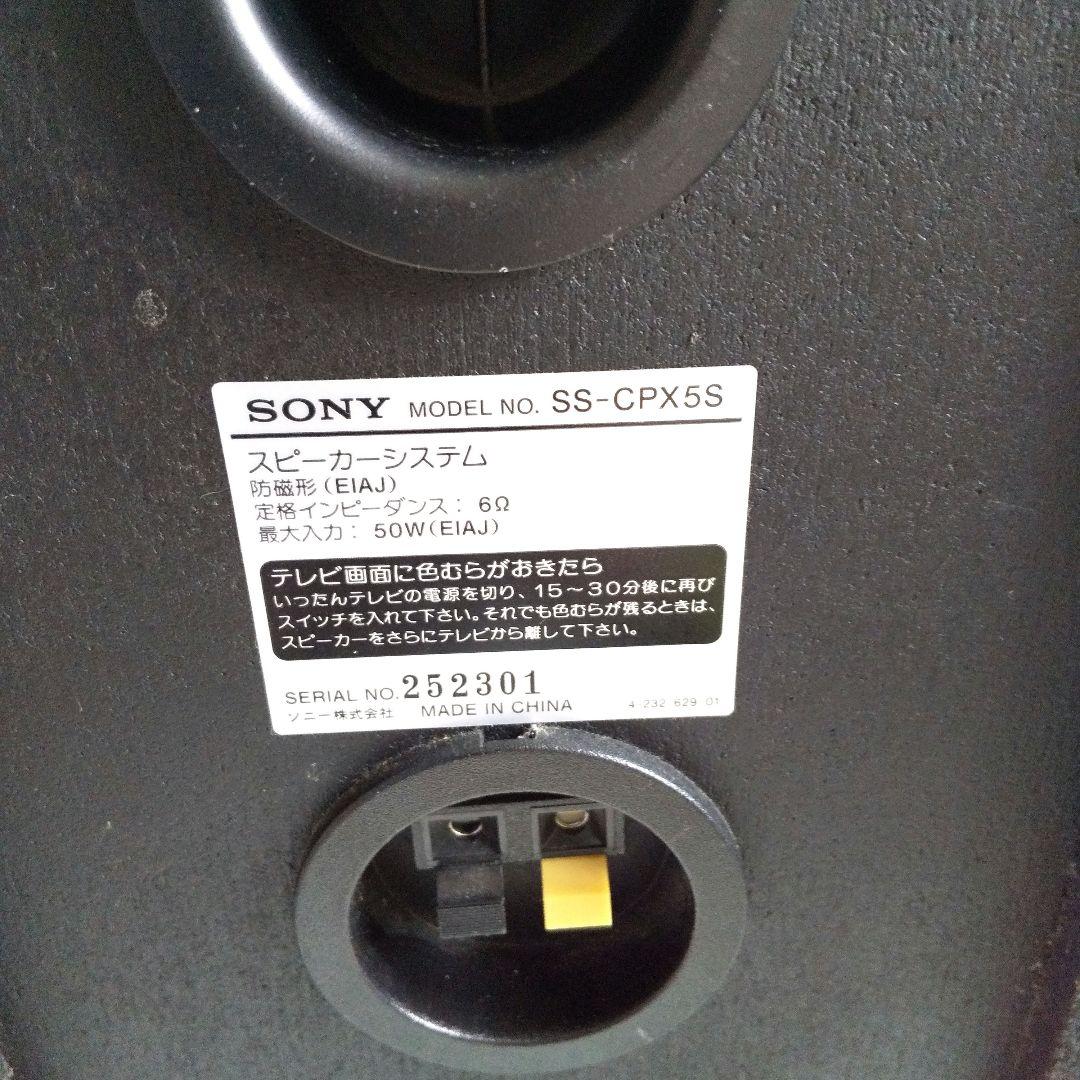 SONY MODEL NO. SS-CPX5S
スピーカーシステム
防磁形(EIAJ)
定格インピーダンス: 6Ω
最大入力: 50W(EIAJ)
テレビ画面に色むらがおきたら
いったんテレビの電源を切り、15〜30分後に再び
スイッチを入れて下さい。それでも色むらが残るときは、
スピーカーをさらにテレビから離して下さい。
SERIAL NO. 252301
ソニー株式会社 MADE IN CHINA 4-232-629-01